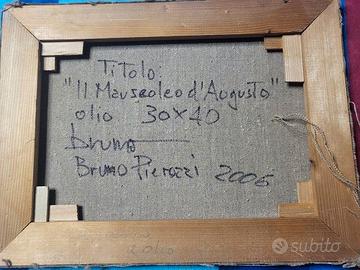 Titolo:
"Il Mausoleo d'Augusto"
olio 30x40
bruno
Bruno Pierozzi 2006
subito